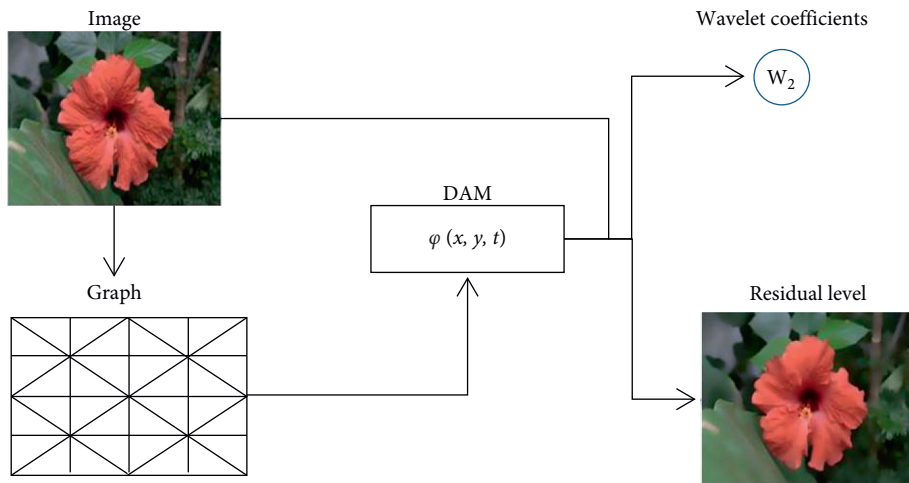 Image
Wavelet coefficients
W₂
DAM
φ (x, y, t)
Graph
Residual level